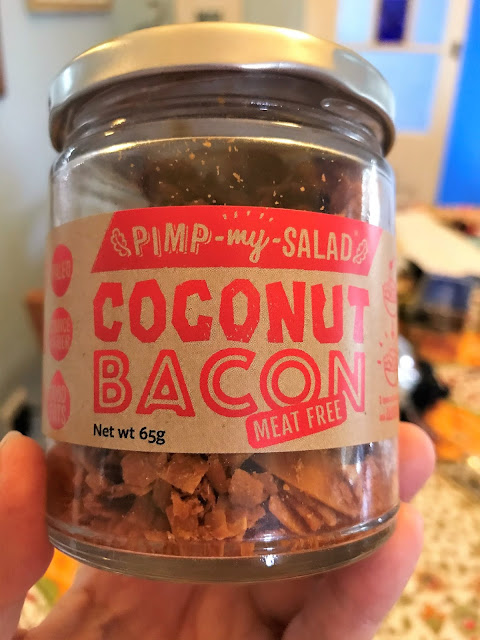 PIMP-my-SALAD
COCONUT
BACON
MEAT FREE
Net wt 65g